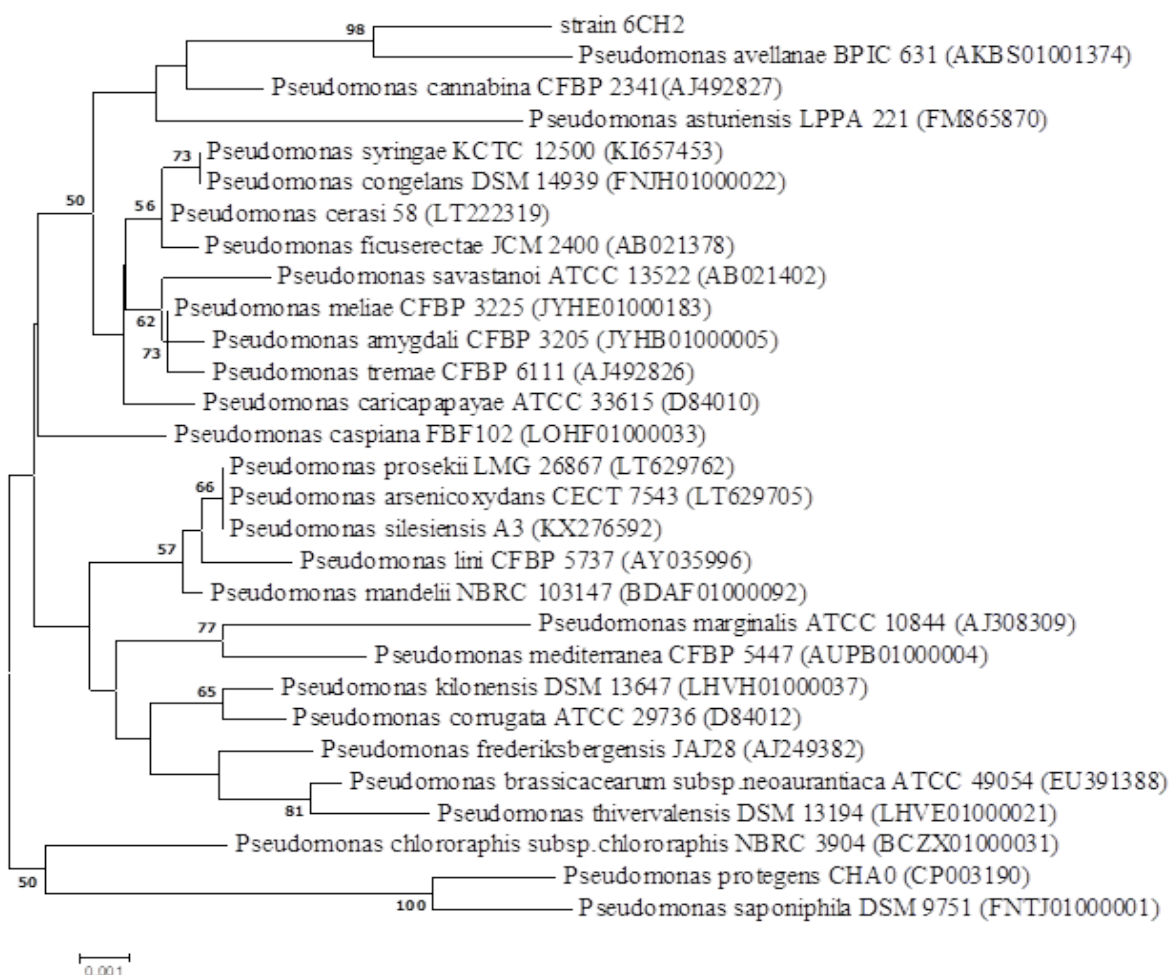 98
strain 6CH2
Pseudomonas avellanae BPIC 631 (AKBS01001374)
Pseudomonas cannabina CFBP 2341(AJ492827)
Pseudomonas asturiensis LPPA 221 (FM865870)
73
Pseudomonas syringae KCTC 12500 (KI657453)
Pseudomonas congelans DSM 14939 (FNJH01000022)
50
56
Pseudomonas cerasi 58 (LT222319)
Pseudomonas ficuserectae JCM 2400 (AB021378)
Pseudomonas savastanoi ATCC 13522 (AB021402)
Pseudomonas meliae CFBP 3225 (JYHE01000183)
62
Pseudomonas amygdali CFBP 3205 (JYHB01000005)
73
Pseudomonas tremae CFBP 6111 (AJ492826)
Pseudomonas caricapapayae ATCC 33615 (D84010)
Pseudomonas caspiana FBF102 (LOHF01000033)
Pseudomonas prosekii LMG 26867 (LT629762)
66
Pseudomonas arsenicoxydans CECT 7543 (LT629705)
Pseudomonas silesiensis A3 (KX276592)
57
Pseudomonas lini CFBP 5737 (AY035996)
Pseudomonas mandelii NBRC 103147 (BDAF01000092)
77
Pseudomonas marginalis ATCC 10844 (AJ308309)
Pseudomonas mediterranea CFBP 5447 (AUPB01000004)
65
Pseudomonas kilonensis DSM 13647 (LHVH01000037)
Pseudomonas corrugata ATCC 29736 (D84012)
Pseudomonas frederiksbergensis JAJ28 (AJ249382)
Pseudomonas brassicacearum subsp.neoaurantiaca ATCC 49054 (EU391388)
81
Pseudomonas thivervalensis DSM 13194 (LHVE01000021)
Pseudomonas chlororaphis subsp.chlororaphis NBRC 3904 (BCZX01000031)
50
Pseudomonas protegens CHA0 (CP003190)
100
Pseudomonas saponiphila DSM 9751 (FNTJ01000001)
0.001